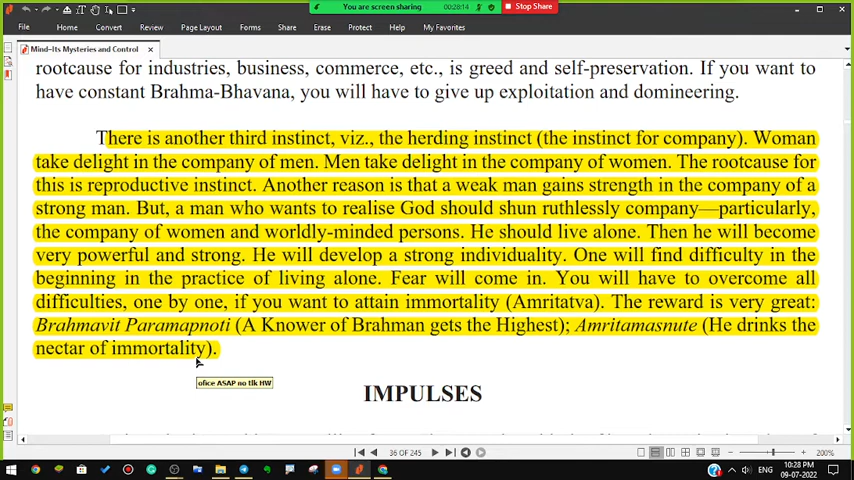 You are screen sharing
00:28:14
Stop Share
File
Home
Convert
Review
Page Layout
Forms
Share
Erase
Protect
Help
My Favorites
Mind–Its Mysteries and Control
rootcause for industries, business, commerce, etc., is greed and self-preservation. If you want to
have constant Brahma-Bhavana, you will have to give up exploitation and domineering.
There is another third instinct, viz., the herding instinct (the instinct for company). Woman
take delight in the company of men. Men take delight in the company of women. The rootcause for
this is reproductive instinct. Another reason is that a weak man gains strength in the company of a
strong man. But, a man who wants to realise God should shun ruthlessly company—particularly,
the company of women and worldly-minded persons. He should live alone. Then he will become
very powerful and strong. He will develop a strong individuality. One will find difficulty in the
beginning in the practice of living alone. Fear will come in. You will have to overcome all
difficulties, one by one, if you want to attain immortality (Amritatva). The reward is very great:
Brahmavit Paramapnoti (A Knower of Brahman gets the Highest); Amritamasnute (He drinks the
nectar of immortality).
ofice ASAP no tlk HW
IMPULSES
36 OF 245
200%
ENG
10:28 PM
09-07-2022